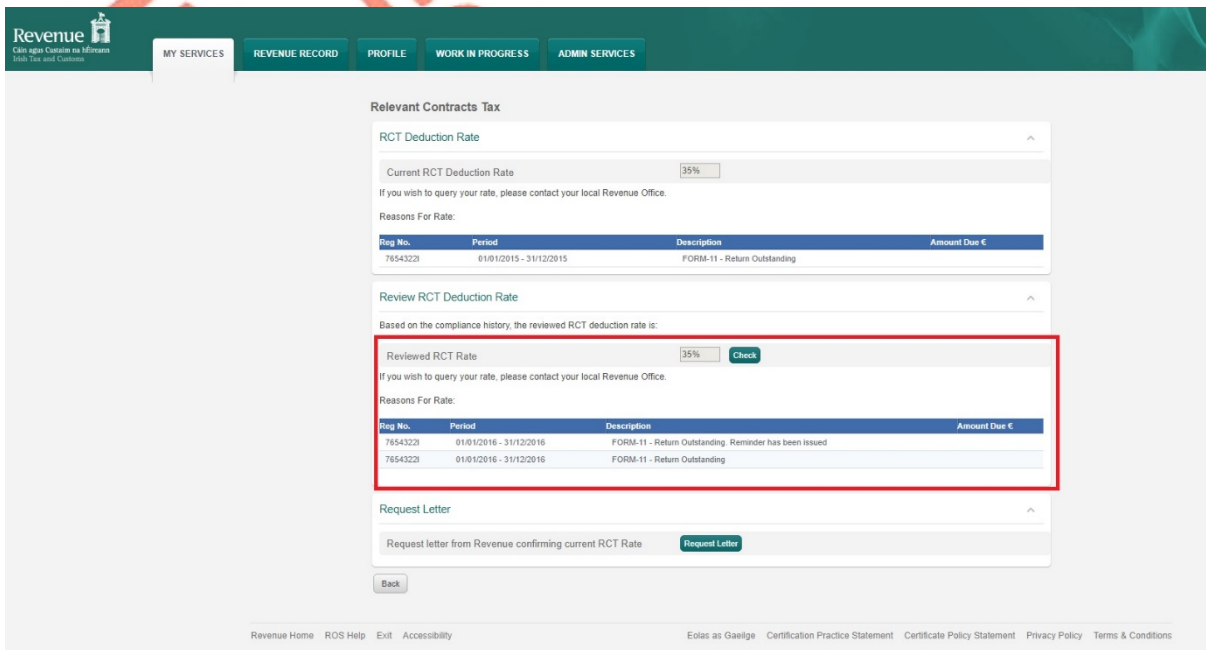 Revenue
Cáin agus Custaim na hÉireann
Irish Tax and Customs
MY SERVICES REVENUE RECORD PROFILE WORK IN PROGRESS ADMIN SERVICES
Relevant Contracts Tax
RCT Deduction Rate
Current RCT Deduction Rate 35%
If you wish to query your rate, please contact your local Revenue Office.
Reasons For Rate:
Reg No. Period Description Amount Due €
7654322I 01/01/2015 - 31/12/2015 FORM-11 - Return Outstanding
Review RCT Deduction Rate
Based on the compliance history, the reviewed RCT deduction rate is:
Reviewed RCT Rate 35% Check
If you wish to query your rate, please contact your local Revenue Office.
Reasons For Rate:
Reg No. Period Description Amount Due €
7654322I 01/01/2016 - 31/12/2016 FORM-11 - Return Outstanding. Reminder has been issued
7654322I 01/01/2016 - 31/12/2016 FORM-11 - Return Outstanding
Request Letter
Request letter from Revenue confirming current RCT Rate Request Letter
Back
Revenue Home ROS Help Exit Accessibility Eolas as Gaeilge Certification Practice Statement Certificate Policy Statement Privacy Policy Terms & Conditions